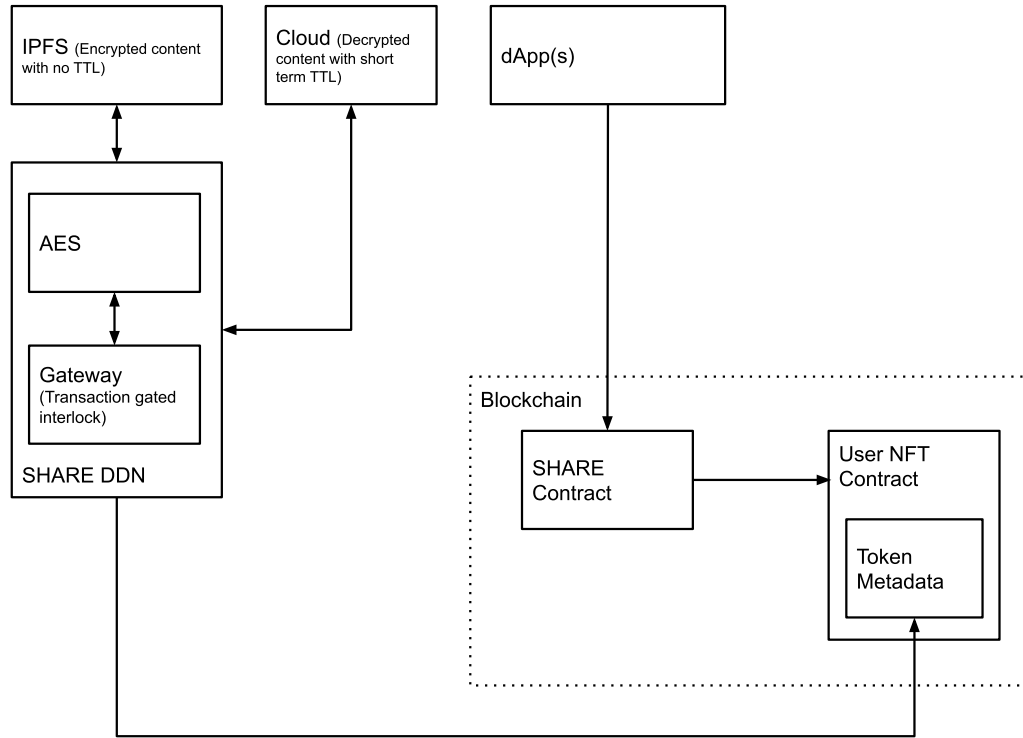 IPFS (Encrypted content
with no TTL)
Cloud (Decrypted
content with short
term TTL)
dApp(s)
AES
Gateway
(Transaction gated
interlock)
SHARE DDN
Blockchain
SHARE
Contract
User NFT
Contract
Token
Metadata